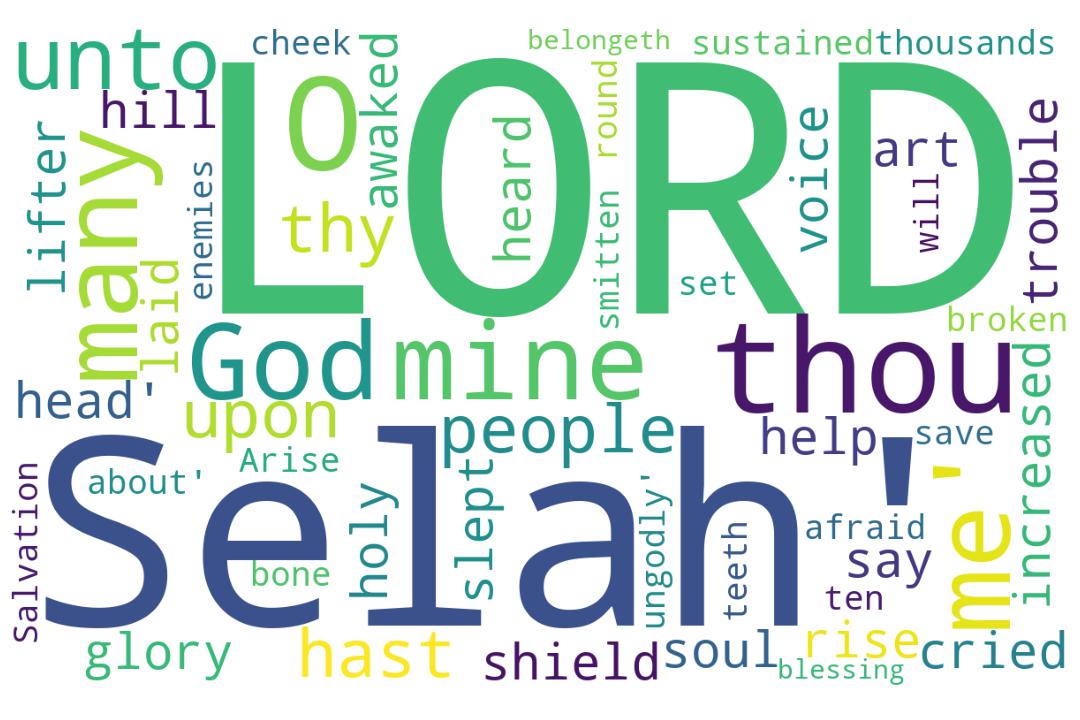 unto
cheek
belongeth
sustained
thousands
LORD
O
awaked
hill
lifter
many
enemies
thy
heard
round
smitten
voice
art
will
trouble
laid
set
broken
God
mine
thou
head'
upon
people
help
save
increased
Selah'
about'
Arise
Salvation
holy
slept
ungodly'
teeth
afraid
me'
say
bone
ten
glory
hast
shield
soul
rise
blessing
cried